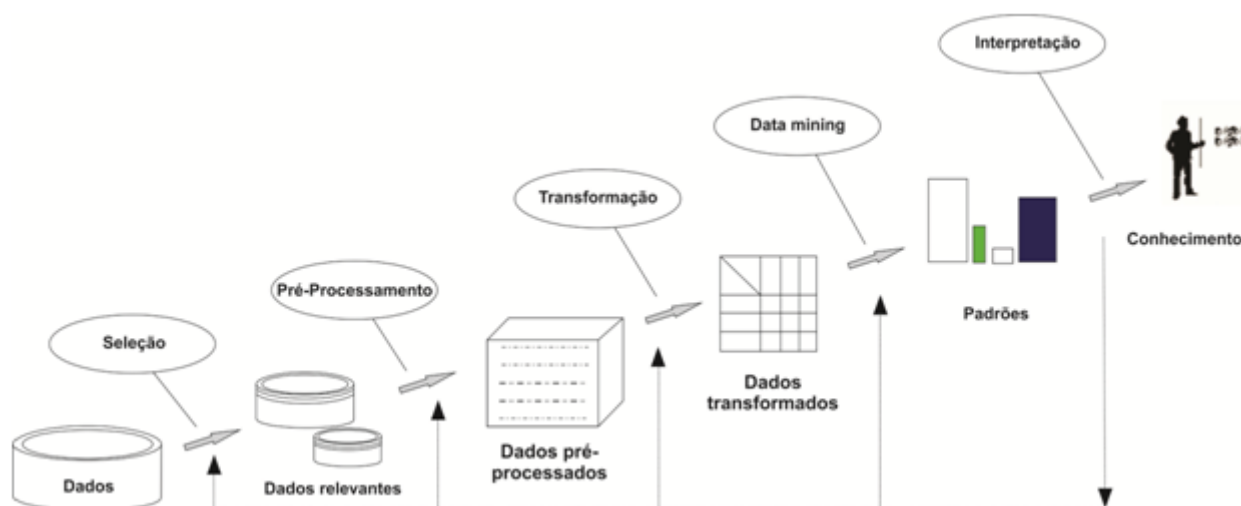 Interpretação
Data mining
Transformação
Pré-Processamento
Seleção
Dados
Dados relevantes
Dados pré-
processados
Dados
transformados
Padrões
Conhecimento